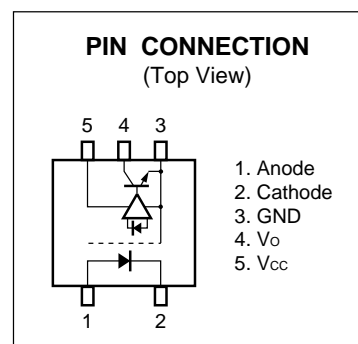 PIN CONNECTION
(Top View)
5 4 3
1. Anode
2. Cathode
3. GND
4. Vo
5. Vcc
1 2